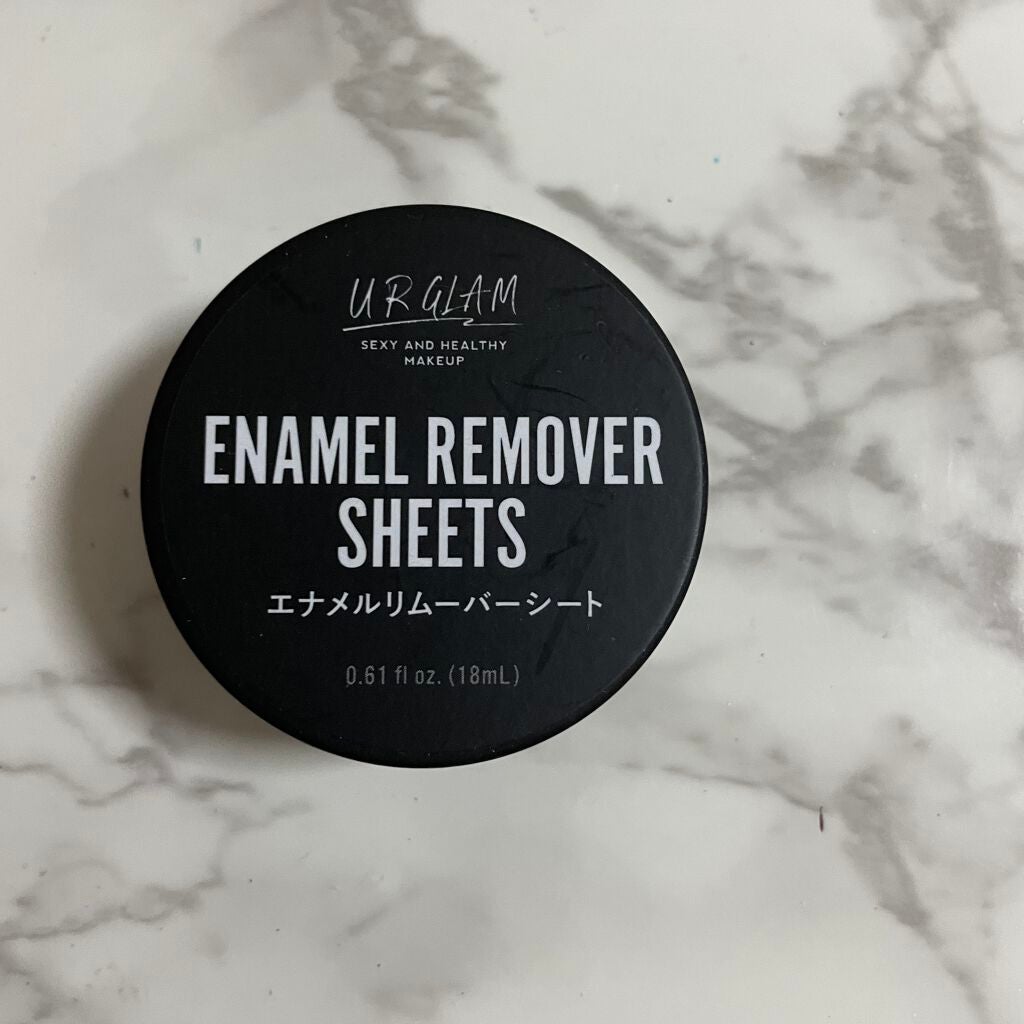 U R GLAM
SEXY AND HEALTHY
MAKEUP
ENAMEL REMOVER
SHEETS
エナメルリムーバーシート
0.61 fl oz. (18mL)